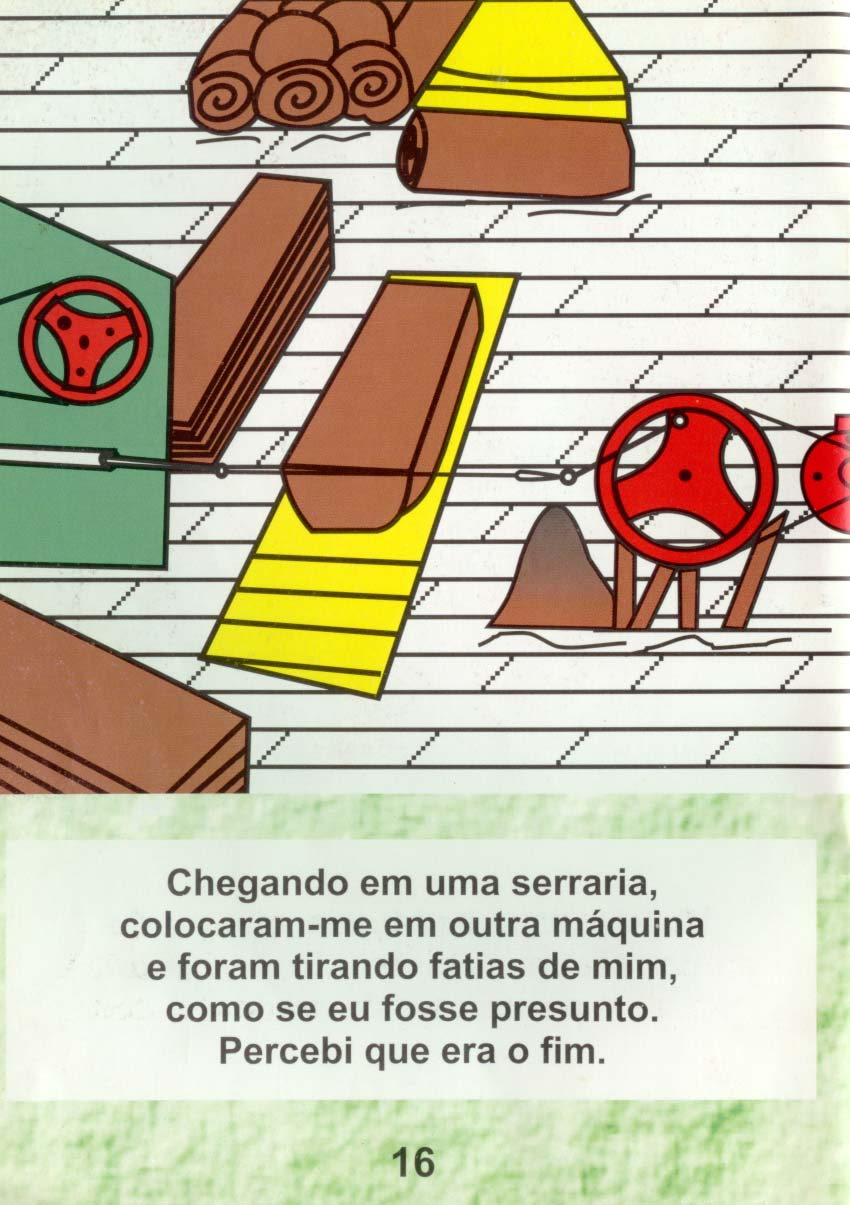 Chegando em uma serraria,
colocaram-me em outra máquina
e foram tirando fatias de mim,
como se eu fosse presunto.
Percebi que era o fim.
16